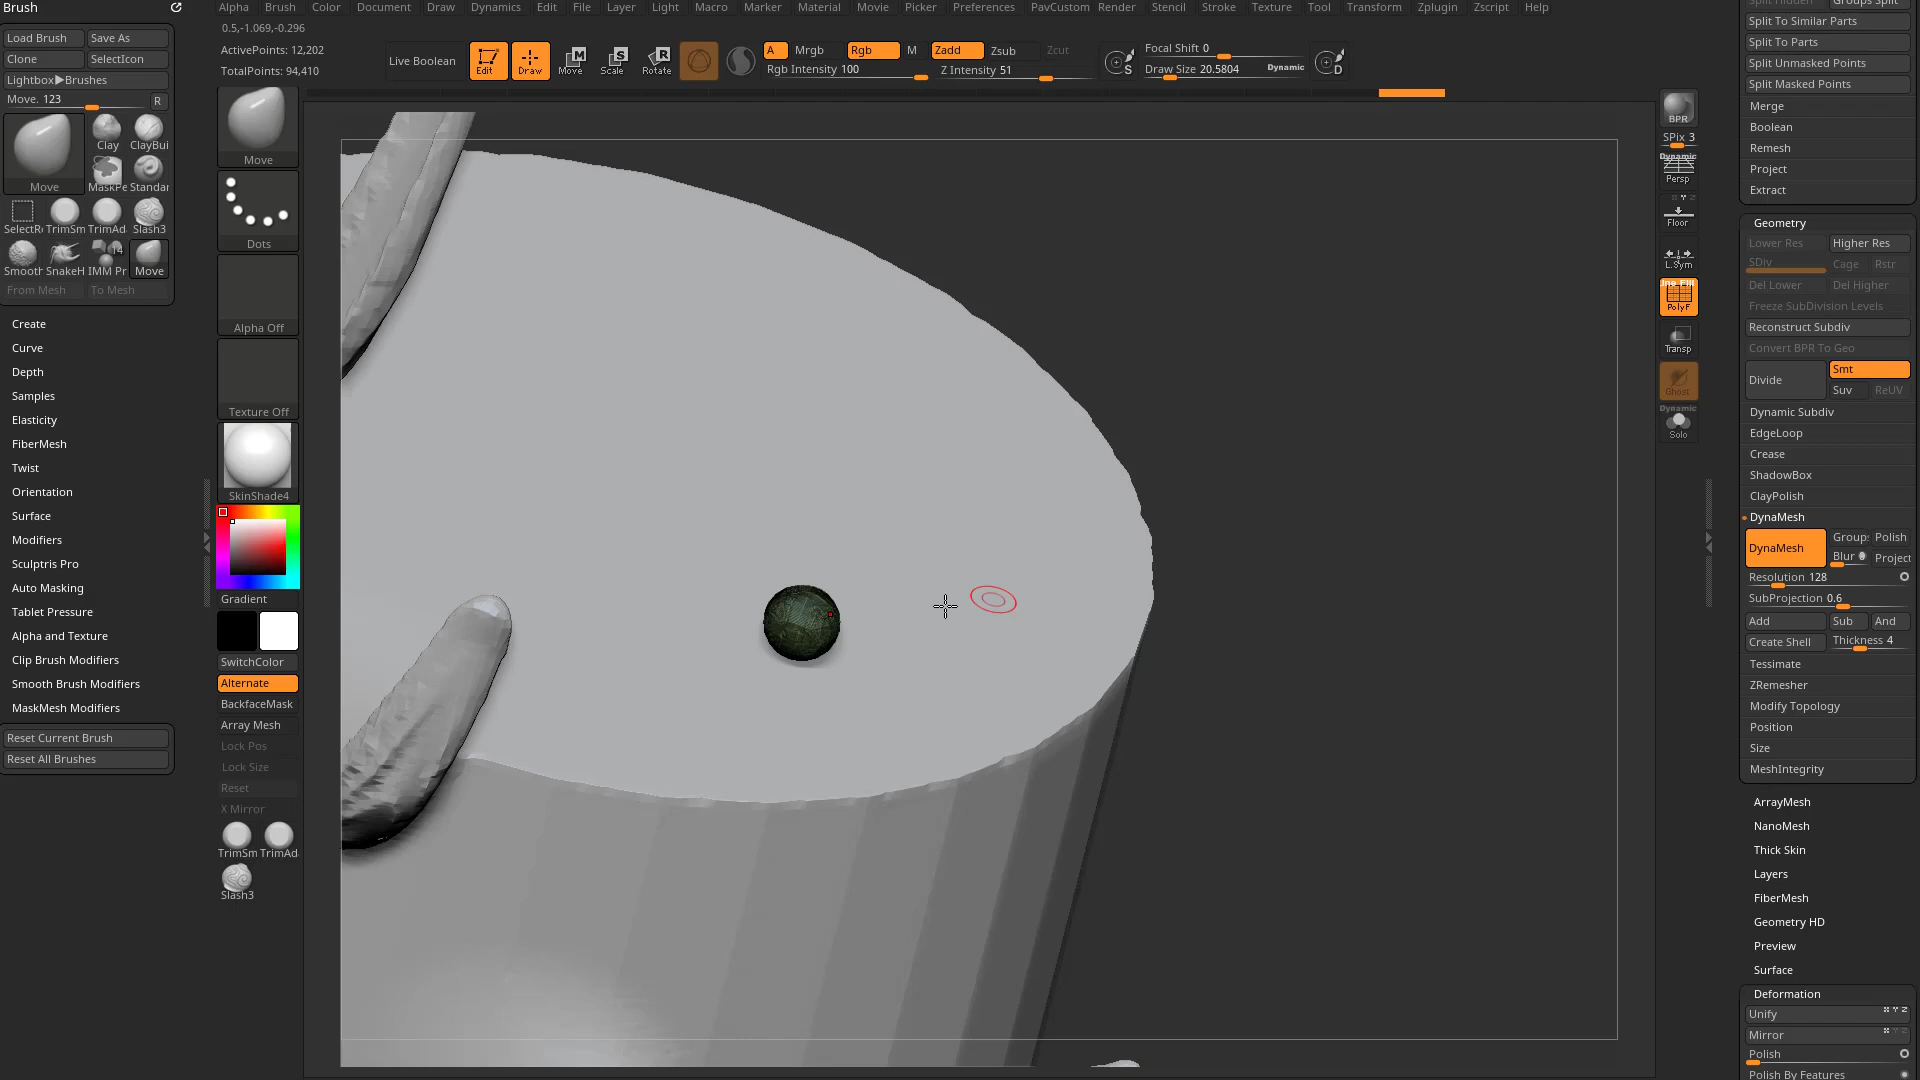 Brush
Alpha Brush Color Document Draw Dynamics Edit File Layer Light Macro Marker Material Movie Picker Preferences PavCustom Render Stencil Stroke Texture Tool Transform Zplugin Zscript Help
0.5,-1.069,-0.296
ActivePoints: 12,202
TotalPoints: 94,410
Live Boolean
Edit
Draw
Move
Scale
Rotate
A Mrgb Rgb M Zadd Zsub Zcut
Rgb Intensity 100
Z Intensity 51
Focal Shift 0
Draw Size 20.5804 Dynamic
S
D
Load Brush Save As
Clone SelectIcon
Lightbox▶Brushes
Move. 123 R
Move
Clay ClayBui
MaskPe Standar
SelectRe TrimSm TrimAd Slash3
Smooth SnakeH 14 IMM Pr Move
From Mesh To Mesh
Create
Curve
Depth
Samples
Elasticity
FiberMesh
Twist
Orientation
Surface
Modifiers
Sculptris Pro
Auto Masking
Tablet Pressure
Alpha and Texture
Clip Brush Modifiers
Smooth Brush Modifiers
MaskMesh Modifiers
Reset Current Brush
Reset All Brushes
Move
Dots
Alpha Off
Texture Off
SkinShade4
Gradient
SwitchColor
Alternate
BackfaceMask
Array Mesh
Lock Pos
Lock Size
Reset
X Mirror
TrimSm TrimAd
Slash3
BPR
SPix 3
Dynamic
Persp
Floor
L.Sym
PolyF
Transp
Ghost
Dynamic
Solo
Groups Split
Split To Similar Parts
Split To Parts
Split Unmasked Points
Split Masked Points
Merge
Boolean
Remesh
Project
Extract
Geometry
Lower Res Higher Res
SDiv Cage Rstr
Del Lower Del Higher
Freeze SubDivision Levels
Reconstruct Subdiv
Convert BPR To Geo
Divide Smt
Suv ReUV
Dynamic Subdiv
EdgeLoop
Crease
ShadowBox
ClayPolish
DynaMesh
DynaMesh Groups Polish
Blur Project
Resolution 128
SubProjection 0.6
Add Sub And
Create Shell Thickness 4
Tessimate
ZRemesher
Modify Topology
Position
Size
MeshIntegrity
ArrayMesh
NanoMesh
Thick Skin
Layers
FiberMesh
Geometry HD
Preview
Surface
Deformation
Unify
Mirror
Polish
Polish By Features